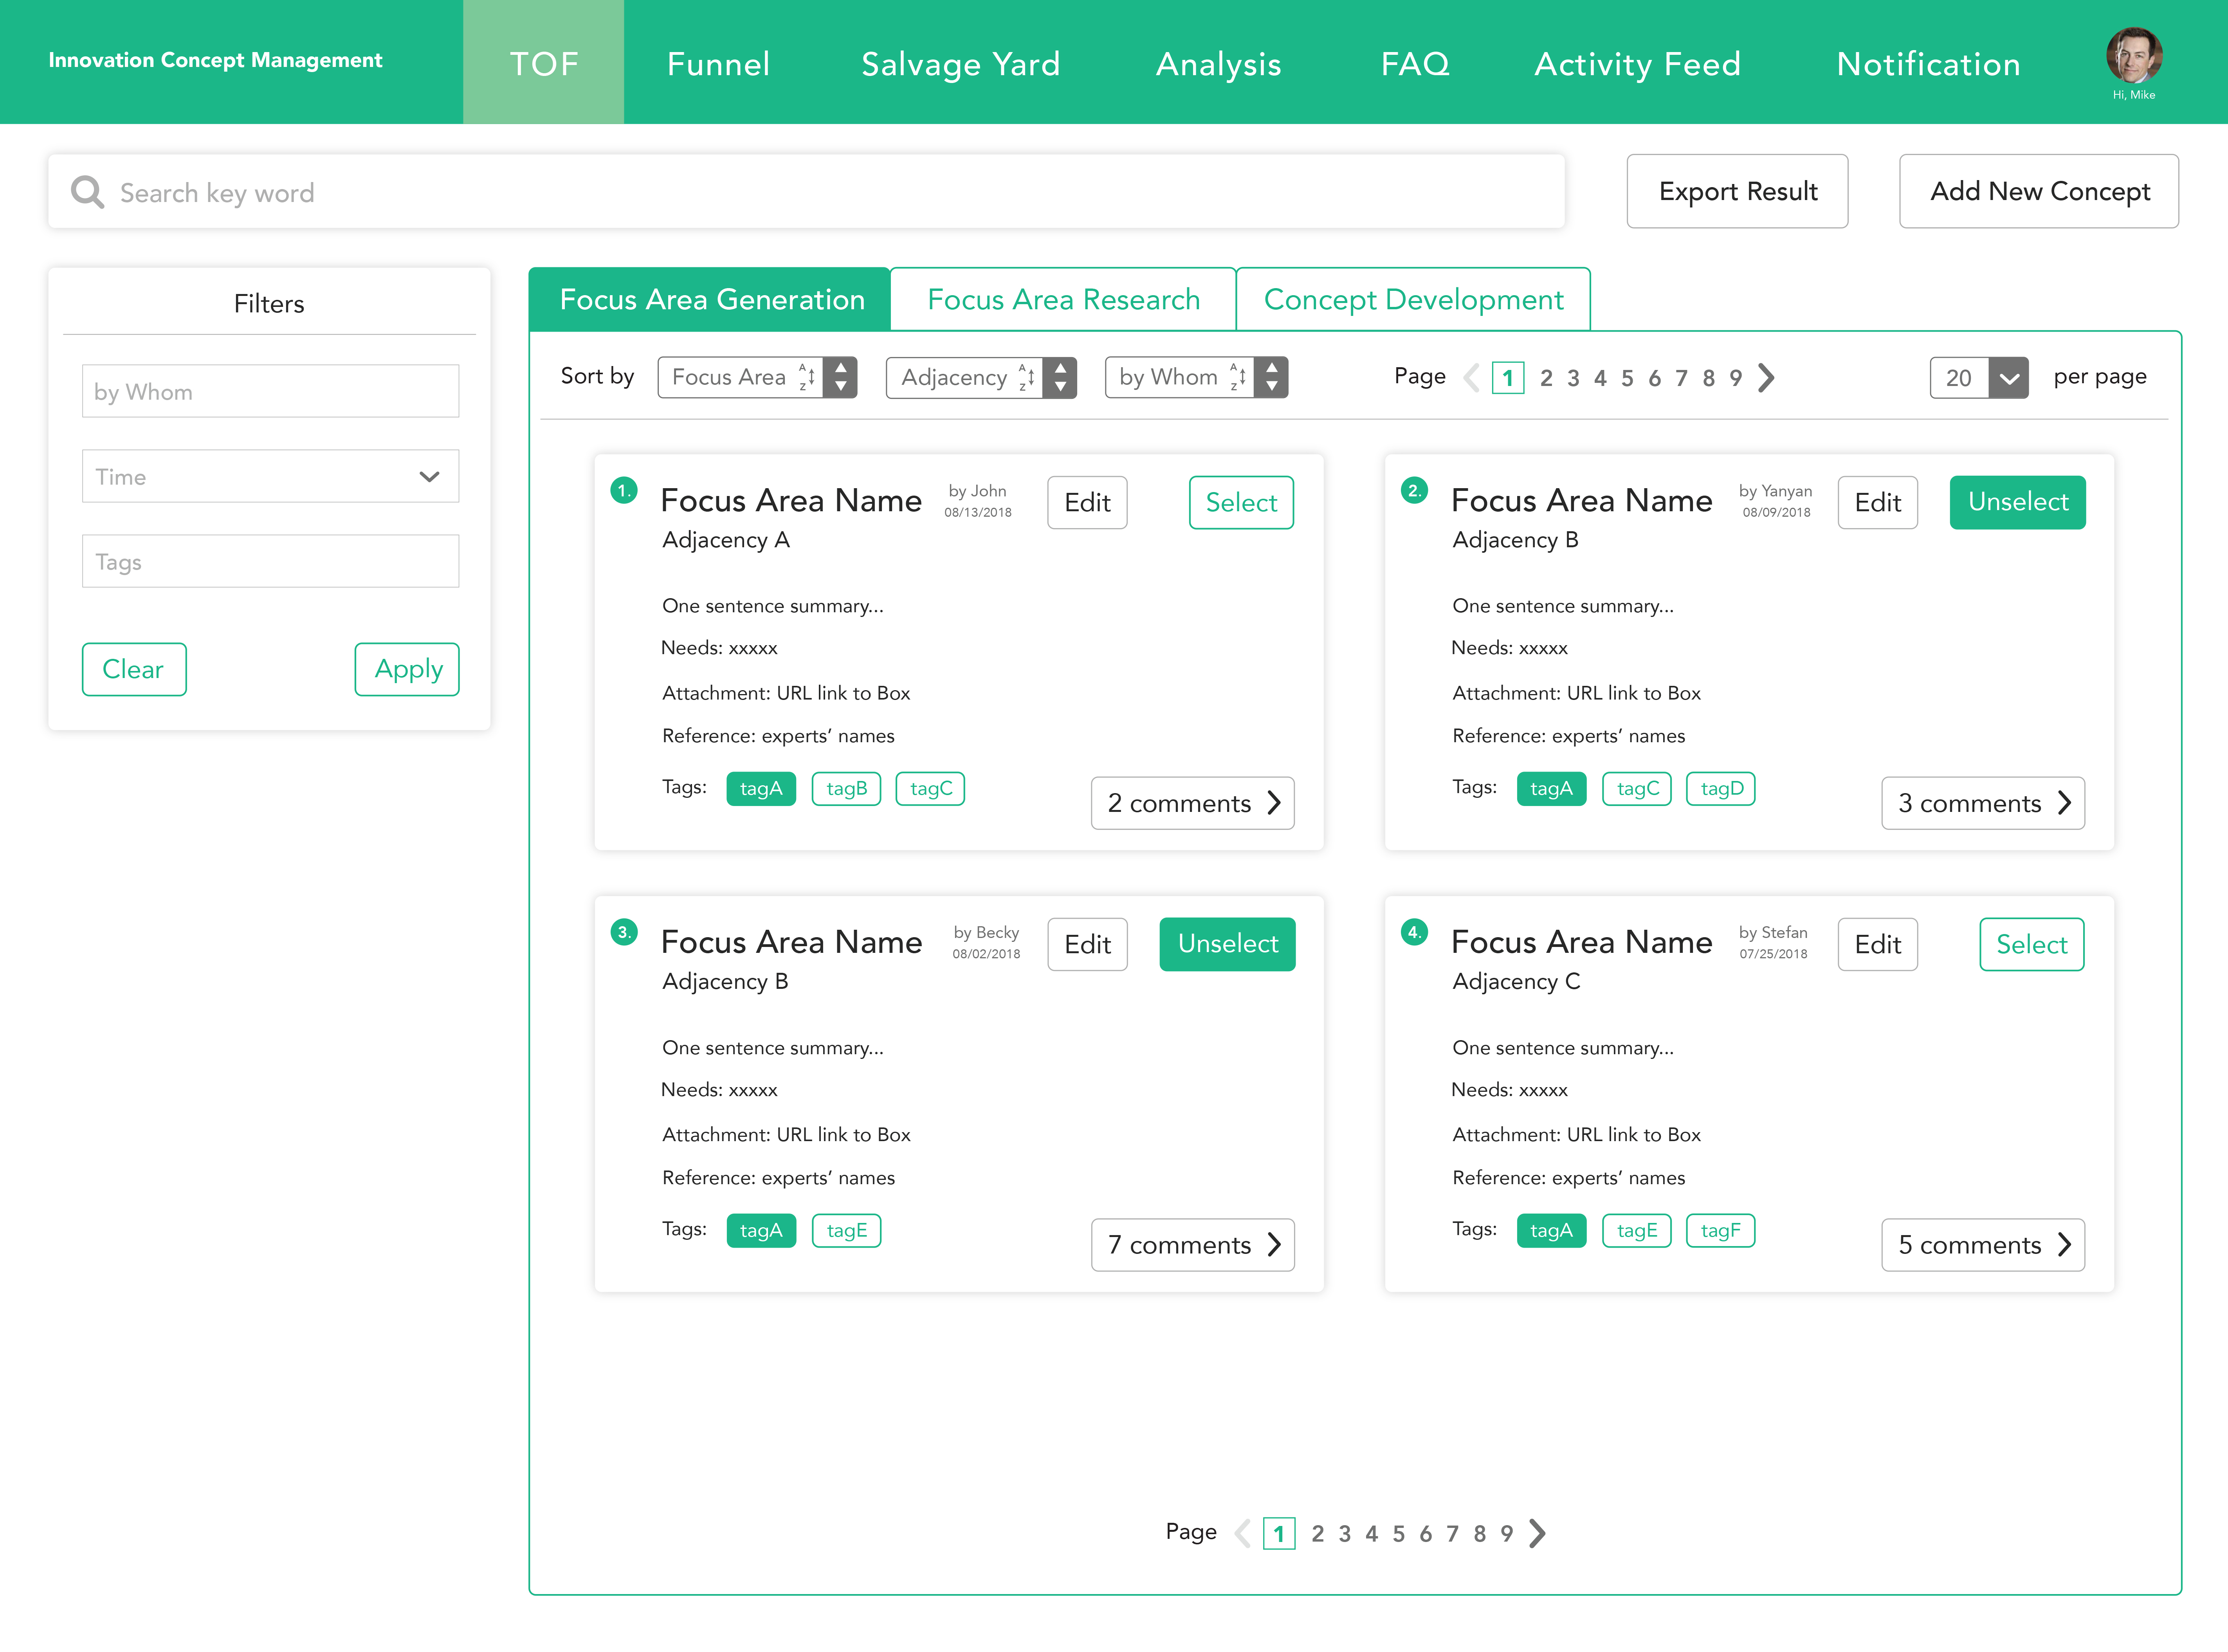 Innovation Concept Management
TOF
Funnel
Salvage Yard
Analysis
FAQ
Activity Feed
Notification
Hi, Mike
Search key word
Export Result
Add New Concept
Filters
by Whom
Time
Tags
Clear
Apply
Focus Area Generation
Focus Area Research
Concept Development
Sort by
Focus Area
A
Z
Adjacency
A
Z
by Whom
A
Z
Page
1 2 3 4 5 6 7 8 9
20
per page
1.
Focus Area Name
by John
08/13/2018
Edit
Select
Adjacency A
One sentence summary...
Needs: xxxxx
Attachment: URL link to Box
Reference: experts’ names
Tags: tagA tagB tagC
2 comments
2.
Focus Area Name
by Yanyan
08/09/2018
Edit
Unselect
Adjacency B
One sentence summary...
Needs: xxxxx
Attachment: URL link to Box
Reference: experts’ names
Tags: tagA tagC tagD
3 comments
3.
Focus Area Name
by Becky
08/02/2018
Edit
Unselect
Adjacency B
One sentence summary...
Needs: xxxxx
Attachment: URL link to Box
Reference: experts’ names
Tags: tagA tagE
7 comments
4.
Focus Area Name
by Stefan
07/25/2018
Edit
Select
Adjacency C
One sentence summary...
Needs: xxxxx
Attachment: URL link to Box
Reference: experts’ names
Tags: tagA tagE tagF
5 comments
Page
1 2 3 4 5 6 7 8 9